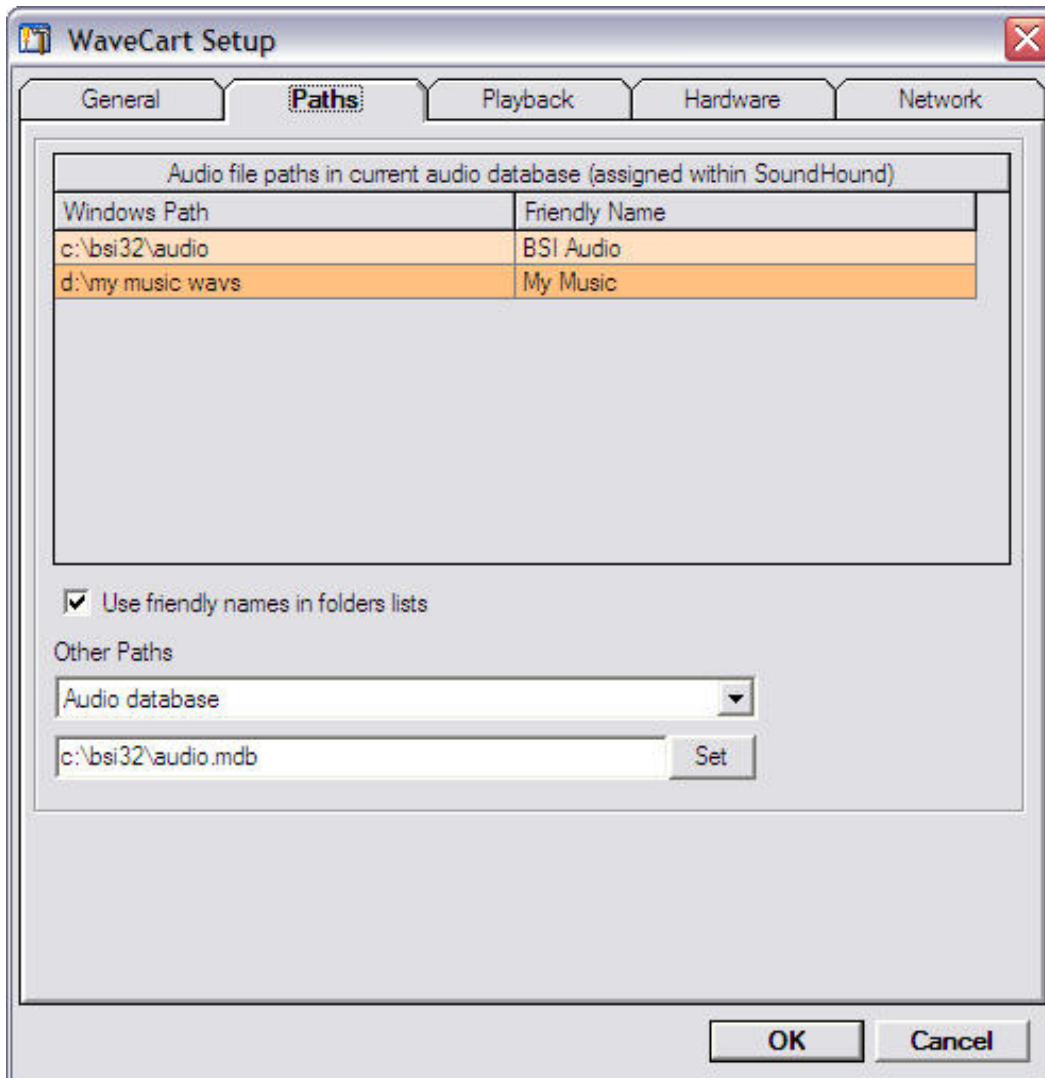 WaveCart Setup
General Paths Playback Hardware Network
Audio file paths in current audio database (assigned within SoundHound)
Windows Path Friendly Name
c:\bsi32\audio BSI Audio
d:\my music wavs My Music
Use friendly names in folders lists
Other Paths
Audio database
c:\bsi32\audio.mdb Set
OK Cancel